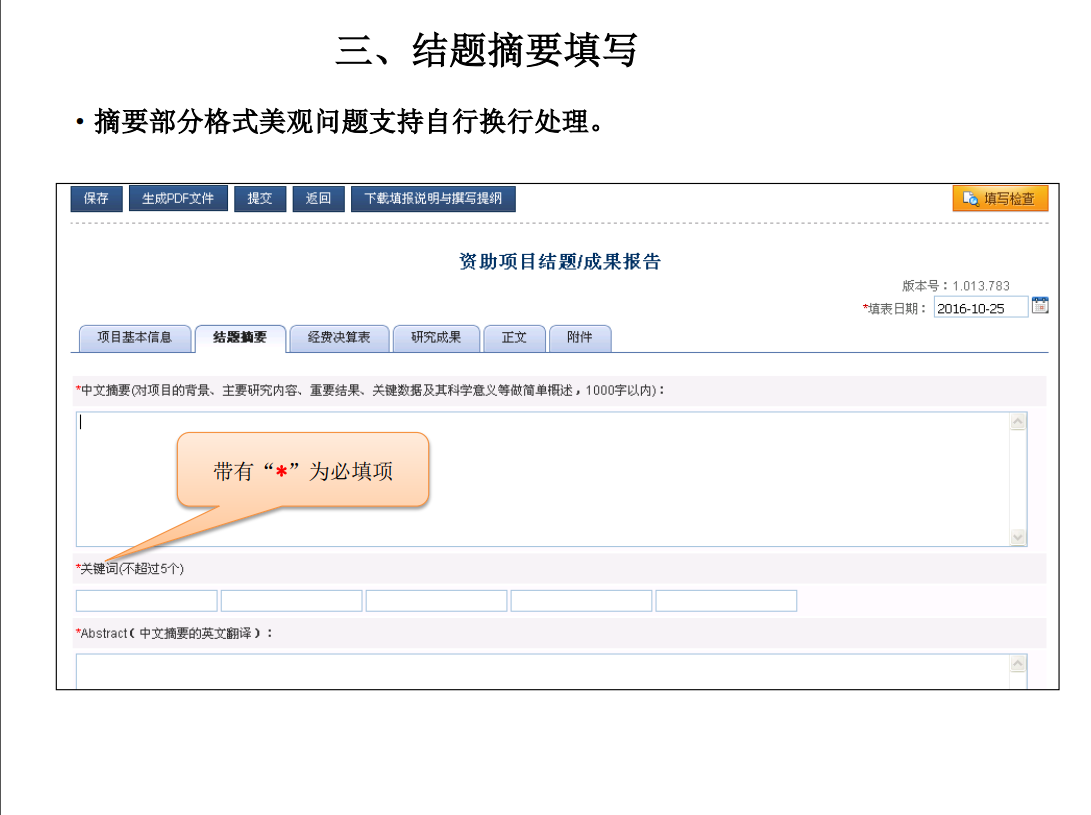 三、结题摘要填写
• 摘要部分格式美观问题支持自行换行处理。
保存 生成PDF文件 提交 返回 下载填报说明与撰写提纲 填写检查
资助项目结题/成果报告
版本号：1.013.783
*填表日期： 2016-10-25
项目基本信息 结题摘要 经费决算表 研究成果 正文 附件
*中文摘要(对项目的背景、主要研究内容、重要结果、关键数据及其科学意义等做简单概述，1000字以内)：
带有“*”为必填项
*关键词(不超过5个)
*Abstract（中文摘要的英文翻译）：